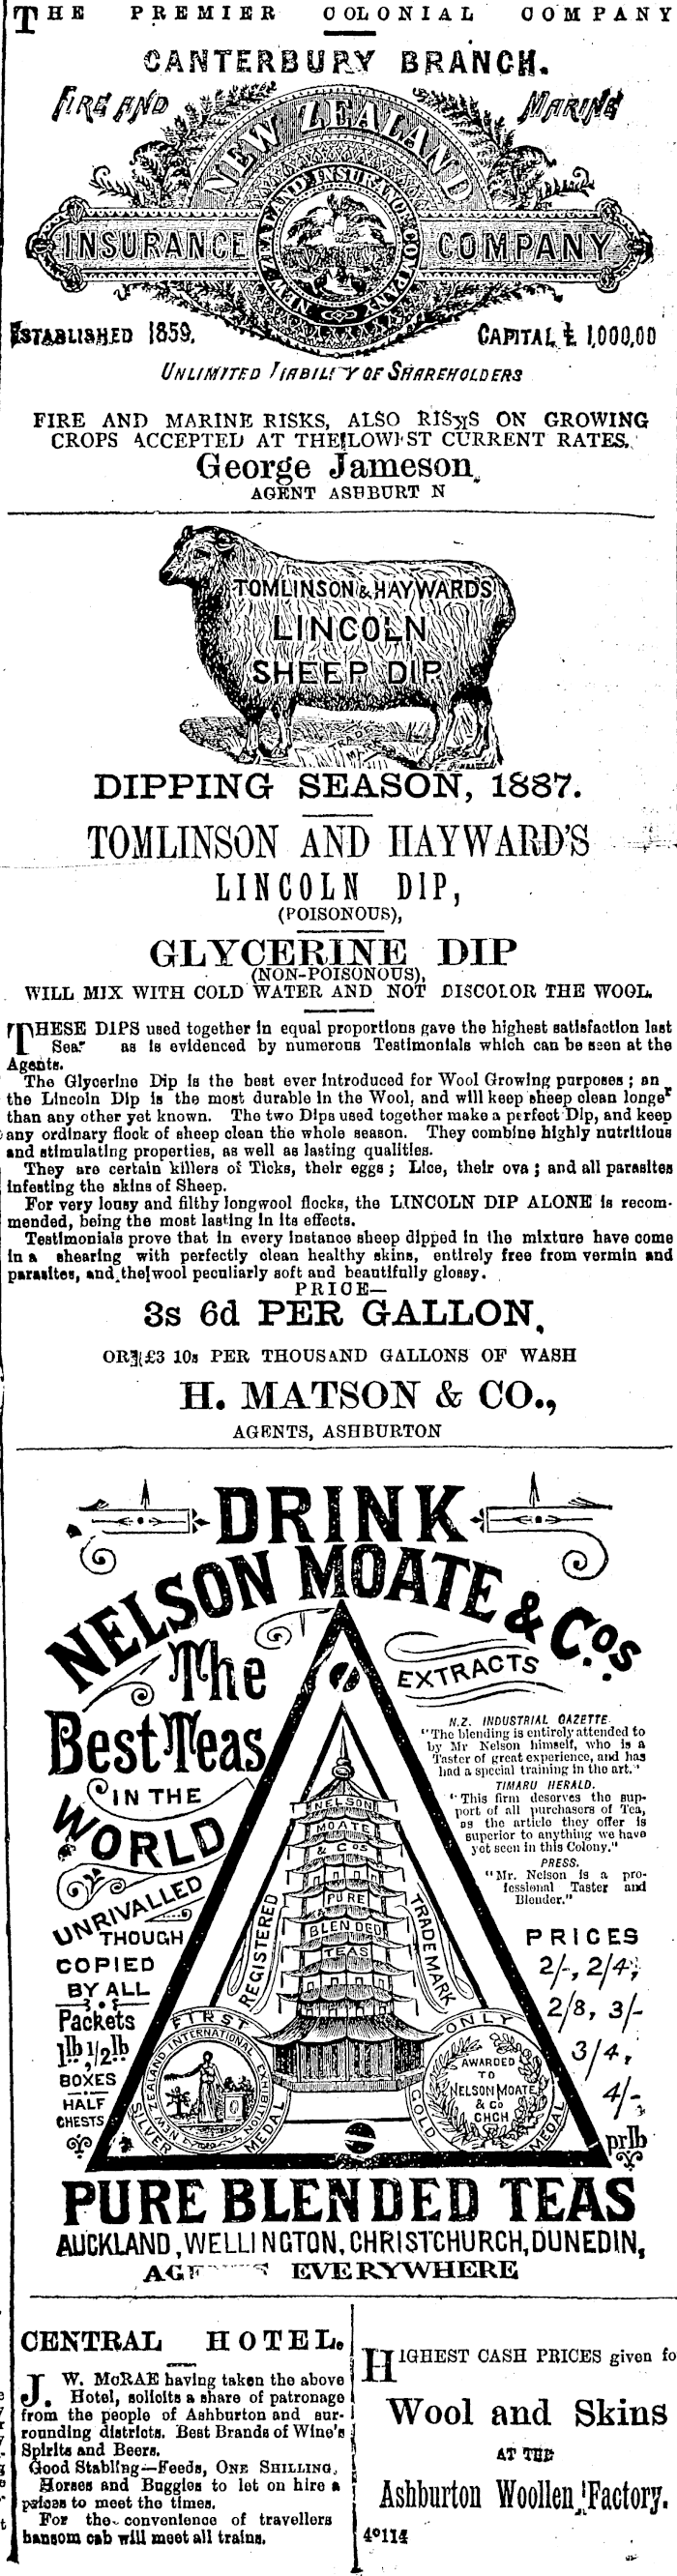 THE PREMIER COLONIAL COMPANY
CANTERBURY BRANCH.
FIRE AND MARINE
NEW ZEALAND
NEW ZEALAND INSURANCE COMPANY
INSURANCE COMPANY
ESTABLISHED 1859. CAPITAL £ 1,000,00
UNLIMITED LIABILITY OF SHAREHOLDERS
FIRE AND MARINE RISKS, ALSO RISKS ON GROWING
CROPS ACCEPTED AT THE LOWEST CURRENT RATES.
George Jameson,
AGENT ASHBURT N
TOMLINSON & HAYWARDS
LINCOLN
SHEEP DIP
TRADE MARK
DIPPING SEASON, 1887.
TOMLINSON AND HAYWARD'S
LINCOLN DIP,
(POISONOUS),
GLYCERINE DIP
(NON-POISONOUS),
WILL MIX WITH COLD WATER AND NOT DISCOLOR THE WOOL.
THESE DIPS used together in equal proportions gave the highest satisfaction last
Sea as is evidenced by numerous Testimonials which can be seen at the
Agents.
The Glycerine Dip is the best ever introduced for Wool Growing purposes ; an
the Lincoln Dip is the most durable in the Wool, and will keep sheep clean longer
than any other yet known. The two Dips used together make a perfect Dip, and keep
any ordinary flock of sheep clean the whole season. They combine highly nutritious
and stimulating properties, as well as lasting qualities.
They are certain killers of Ticks, their eggs ; Lice, their ova ; and all parasites
infesting the skins of Sheep.
For very lousy and filthy longwool flocks, the LINCOLN DIP ALONE is recom-
mended, being the most lasting in its effects.
Testimonials prove that in every instance sheep dipped in the mixture have come
in a shearing with perfectly clean healthy skins, entirely free from vermin and
parasites, and the wool peculiarly soft and beautifully glossy.
PRICE—
3s 6d PER GALLON,
OR £3 10s PER THOUSAND GALLONS OF WASH
H. MATSON & CO.,
AGENTS, ASHBURTON
DRINK
NELSON MOATE & Cos.
The
Best Teas
IN THE
WORLD
UNRIVALLED
THOUGH
COPIED
BY ALL
Packets
1lb 1/2lb
BOXES
HALF
CHESTS
EXTRACTS
N.Z. INDUSTRIAL GAZETTE
"The blending is entirely attended to
by Mr Nelson himself, who is a
Taster of great experience, and has
had a special training in the art."
TIMARU HERALD.
"This firm deserves the sup-
port of all purchasers of Tea,
as the article they offer is
superior to anything we have
yet seen in this Colony."
PRESS.
"Mr. Nelson is a pro-
fessional Taster and
Blender."
PRICES
2/-, 2/4,
2/8, 3/-
3/4,
4/-
pr lb
NELSON
MOATE
& Cos
PURE
BLENDED
TEAS
REGISTERED TRADE MARK
FIRST SILVER MEDAL
NEW ZEALAND INTERNATIONAL EXHIBITION
ONLY GOLD MEDAL
AWARDED
TO
NELSON MOATE
& Co
CHCH
PURE BLENDED TEAS
AUCKLAND, WELLINGTON, CHRISTCHURCH, DUNEDIN,
AGENTS EVERYWHERE
CENTRAL HOTEL.
J. W. McRAE having taken the above
Hotel, solicits a share of patronage
from the people of Ashburton and sur-
rounding districts. Best Brands of Wine's
Spirits and Beers.
Good Stabling—Feeds, ONE SHILLING,
Horses and Buggies to let on hire a
prices to meet the times.
For the convenience of travellers
hansom cab will meet all trains.
HIGHEST CASH PRICES given fo
Wool and Skins
AT THE
Ashburton Woollen Factory.
40114